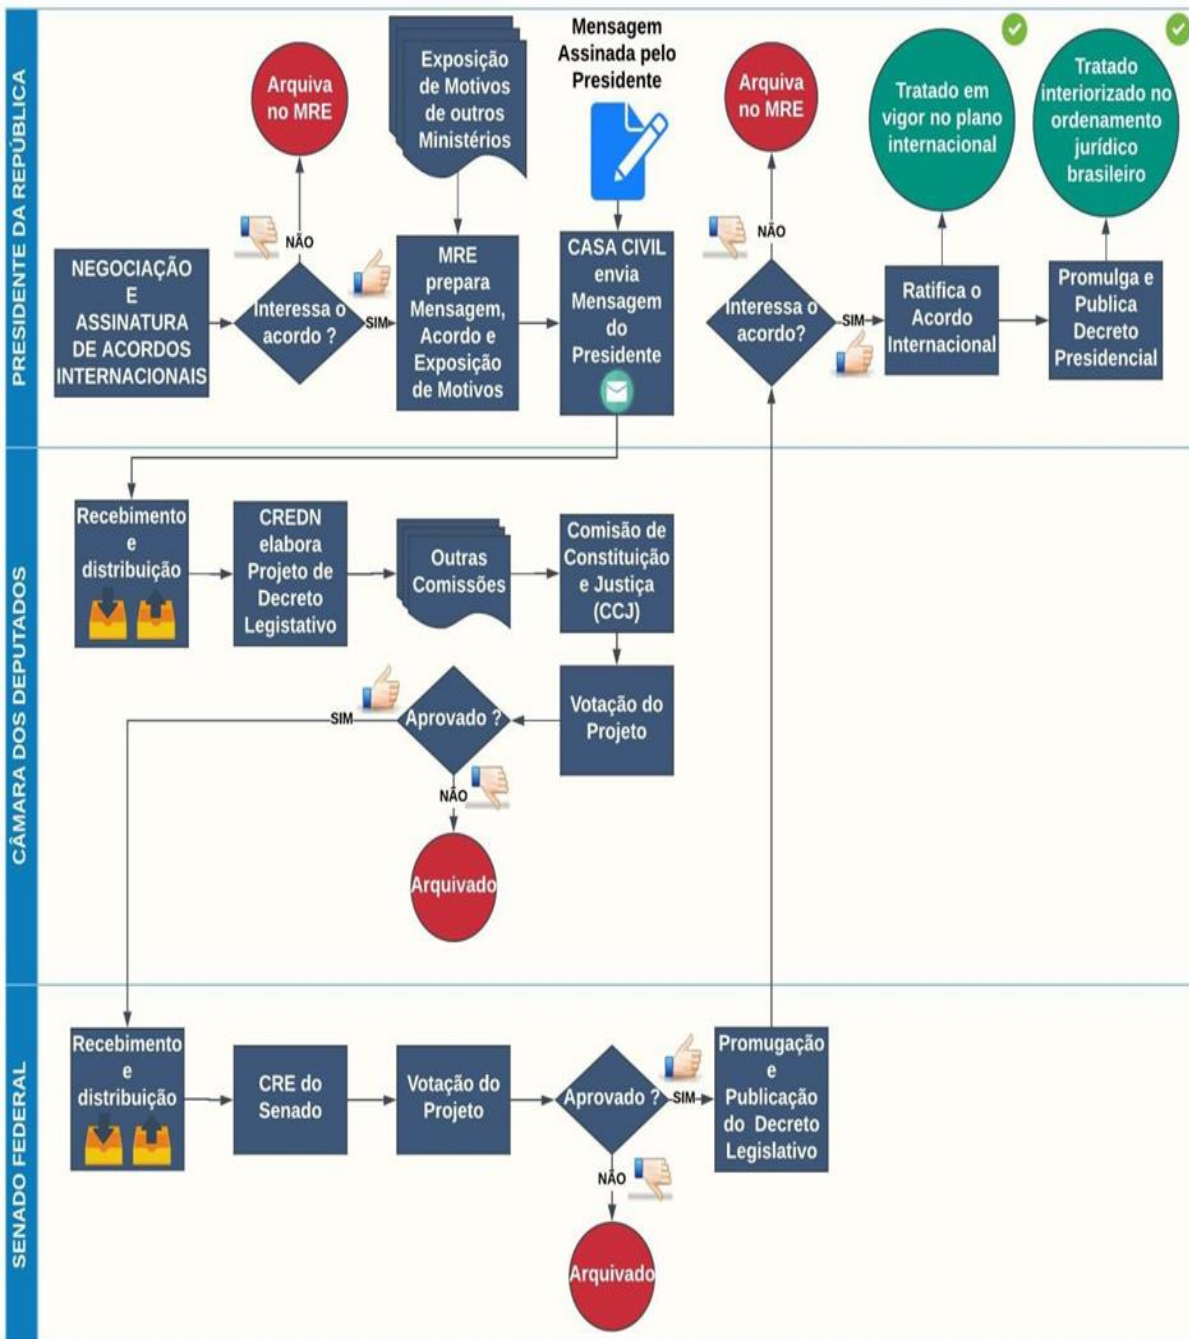 PRESIDENTE DA REPÚBLICA
NEGOCIAÇÃO
E
ASSINATURA
DE ACORDOS
INTERNACIONAIS
Interessa o
acordo ?
NÃO
Arquiva
no MRE
SIM
Exposição
de Motivos
de outros
Ministérios
MRE
prepara
Mensagem,
Acordo e
Exposição
de Motivos
Mensagem
Assinada pelo
Presidente
CASA CIVIL
envia
Mensagem
do
Presidente
Arquiva
no MRE
NÃO
Interessa o
acordo?
SIM
Ratifica o
Acordo
Internacional
Tratado em
vigor no plano
internacional
Promulga e
Publica
Decreto
Presidencial
Tratado
interiorizado no
ordenamento
jurídico
brasileiro
CÂMARA DOS DEPUTADOS
Recebimento
e
distribuição
CREDN
elabora
Projeto de
Decreto
Legistativo
Outras
Comissões
Comisão de
Constituição
e Justiça
(CCJ)
Votação do
Projeto
Aprovado ?
SIM
NÃO
Arquivado
SENADO FEDERAL
Recebimento
e
distribuição
CRE do
Senado
Votação do
Projeto
Aprovado ?
SIM
NÃO
Arquivado
Promugação
e
Publicação
do Decreto
Legislativo